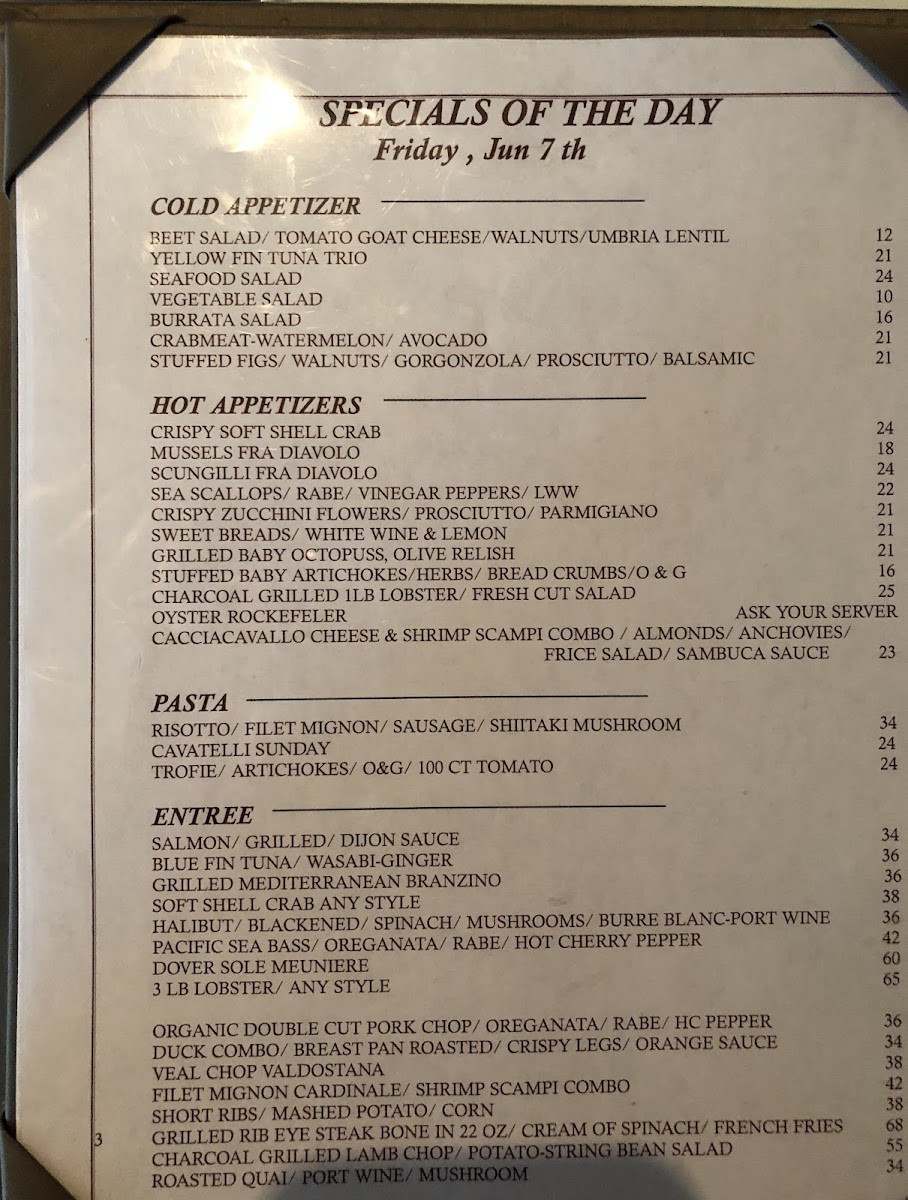 SPECIALS OF THE DAY
Friday , Jun 7 th
COLD APPETIZER
BEET SALAD/ TOMATO GOAT CHEESE/WALNUTS/UMBRIA LENTIL 12
YELLOW FIN TUNA TRIO 21
SEAFOOD SALAD 24
VEGETABLE SALAD 10
BURRATA SALAD 16
CRABMEAT-WATERMELON/ AVOCADO 21
STUFFED FIGS/ WALNUTS/ GORGONZOLA/ PROSCIUTTO/ BALSAMIC 21
HOT APPETIZERS
CRISPY SOFT SHELL CRAB 24
MUSSELS FRA DIAVOLO 18
SCUNGILLI FRA DIAVOLO 24
SEA SCALLOPS/ RABE/ VINEGAR PEPPERS/ LWW 22
CRISPY ZUCCHINI FLOWERS/ PROSCIUTTO/ PARMIGIANO 21
SWEET BREADS/ WHITE WINE & LEMON 21
GRILLED BABY OCTOPUSS, OLIVE RELISH 21
STUFFED BABY ARTICHOKES/HERBS/ BREAD CRUMBS/O & G 16
CHARCOAL GRILLED 1LB LOBSTER/ FRESH CUT SALAD 25
OYSTER ROCKEFELER ASK YOUR SERVER
CACCIACAVALLO CHEESE & SHRIMP SCAMPI COMBO / ALMONDS/ ANCHOVIES/
FRICE SALAD/ SAMBUCA SAUCE 23
PASTA
RISOTTO/ FILET MIGNON/ SAUSAGE/ SHIITAKI MUSHROOM 34
CAVATELLI SUNDAY 24
TROFIE/ ARTICHOKES/ O&G/ 100 CT TOMATO 24
ENTREE
SALMON/ GRILLED/ DIJON SAUCE 34
BLUE FIN TUNA/ WASABI-GINGER 36
GRILLED MEDITERRANEAN BRANZINO 36
SOFT SHELL CRAB ANY STYLE 38
HALIBUT/ BLACKENED/ SPINACH/ MUSHROOMS/ BURRE BLANC-PORT WINE 36
PACIFIC SEA BASS/ OREGANATA/ RABE/ HOT CHERRY PEPPER 42
DOVER SOLE MEUNIERE 60
3 LB LOBSTER/ ANY STYLE 65
ORGANIC DOUBLE CUT PORK CHOP/ OREGANATA/ RABE/ HC PEPPER 36
DUCK COMBO/ BREAST PAN ROASTED/ CRISPY LEGS/ ORANGE SAUCE 34
VEAL CHOP VALDOSTANA 38
FILET MIGNON CARDINALE/ SHRIMP SCAMPI COMBO 42
SHORT RIBS/ MASHED POTATO/ CORN 38
3 GRILLED RIB EYE STEAK BONE IN 22 OZ/ CREAM OF SPINACH/ FRENCH FRIES 68
CHARCOAL GRILLED LAMB CHOP/ POTATO-STRING BEAN SALAD 55
ROASTED QUAI/ PORT WINE/ MUSHROOM 34